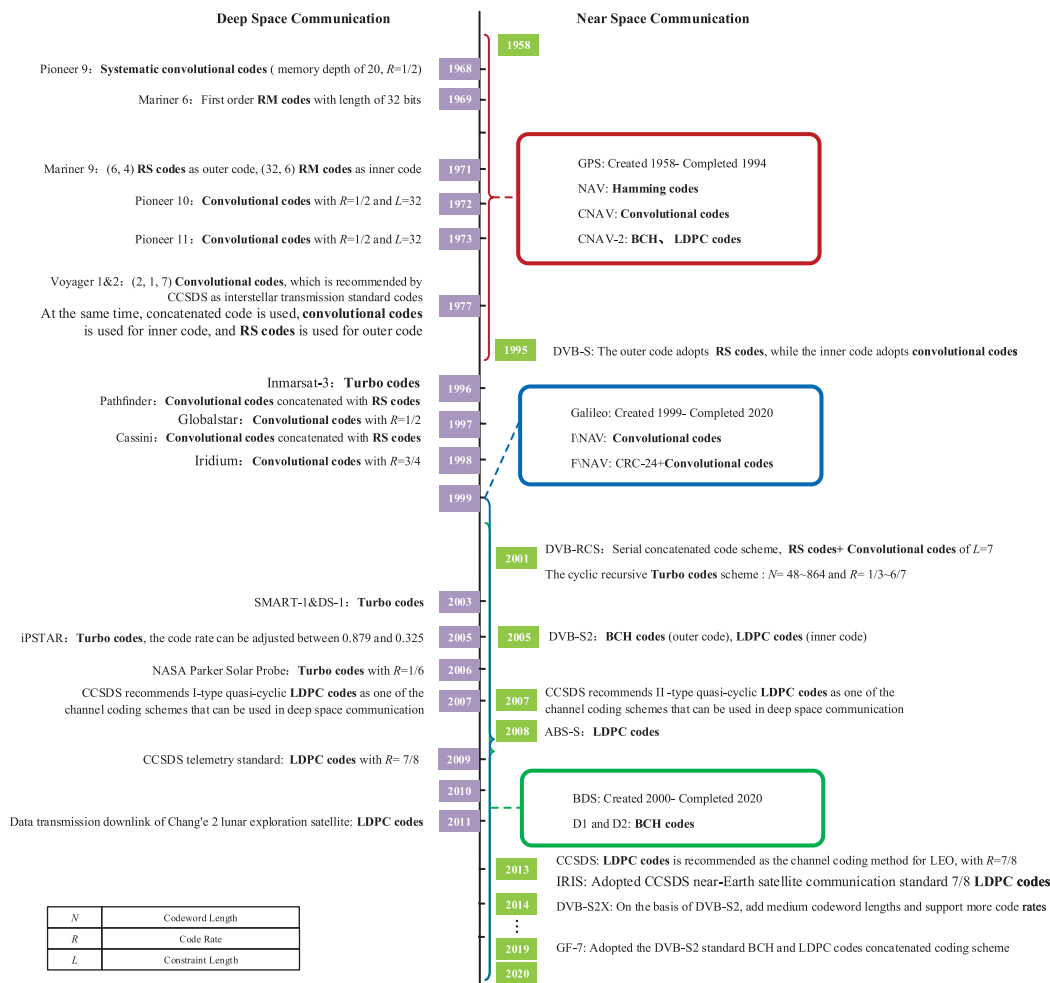 Deep Space Communication
Near Space Communication
1958
Pioneer 9：Systematic convolutional codes ( memory depth of 20, R=1/2)
1968
Mariner 6：First order RM codes with length of 32 bits
1969
GPS: Created 1958- Completed 1994
NAV: Hamming codes
CNAV: Convolutional codes
CNAV-2: BCH、 LDPC codes
Mariner 9：(6, 4) RS codes as outer code, (32, 6) RM codes as inner code
1971
Pioneer 10：Convolutional codes with R=1/2 and L=32
1972
Pioneer 11：Convolutional codes with R=1/2 and L=32
1973
Voyager 1&2：(2, 1, 7) Convolutional codes, which is recommended by
CCSDS as interstellar transmission standard codes
At the same time, concatenated code is used, convolutional codes
is used for inner code, and RS codes is used for outer code
1977
1995
DVB-S: The outer code adopts RS codes, while the inner code adopts convolutional codes
Inmarsat-3：Turbo codes
Pathfinder：Convolutional codes concatenated with RS codes
1996
Globalstar：Convolutional codes with R=1/2
Cassini：Convolutional codes concatenated with RS codes
1997
Iridium：Convolutional codes with R=3/4
1998
1999
Galileo: Created 1999- Completed 2020
I\NAV: Convolutional codes
F\NAV: CRC-24+Convolutional codes
2001
DVB-RCS：Serial concatenated code scheme, RS codes+ Convolutional codes of L=7
The cyclic recursive Turbo codes scheme : N= 48~864 and R= 1/3~6/7
SMART-1&DS-1：Turbo codes
2003
iPSTAR：Turbo codes, the code rate can be adjusted between 0.879 and 0.325
2005
2005
DVB-S2：BCH codes (outer code), LDPC codes (inner code)
NASA Parker Solar Probe：Turbo codes with R=1/6
2006
CCSDS recommends I-type quasi-cyclic LDPC codes as one of the
channel coding schemes that can be used in deep space communication
2007
2007
CCSDS recommends II -type quasi-cyclic LDPC codes as one of the
channel coding schemes that can be used in deep space communication
2008
ABS-S：LDPC codes
CCSDS telemetry standard: LDPC codes with R= 7/8
2009
2010
Data transmission downlink of Chang'e 2 lunar exploration satellite: LDPC codes
2011
BDS: Created 2000- Completed 2020
D1 and D2: BCH codes
2013
CCSDS: LDPC codes is recommended as the channel coding method for LEO, with R=7/8
IRIS: Adopted CCSDS near-Earth satellite communication standard 7/8 LDPC codes
2014
DVB-S2X: On the basis of DVB-S2, add medium codeword lengths and support more code rates
⋮
2019
GF-7: Adopted the DVB-S2 standard BCH and LDPC codes concatenated coding scheme
2020
N Codeword Length
R Code Rate
L Constraint Length